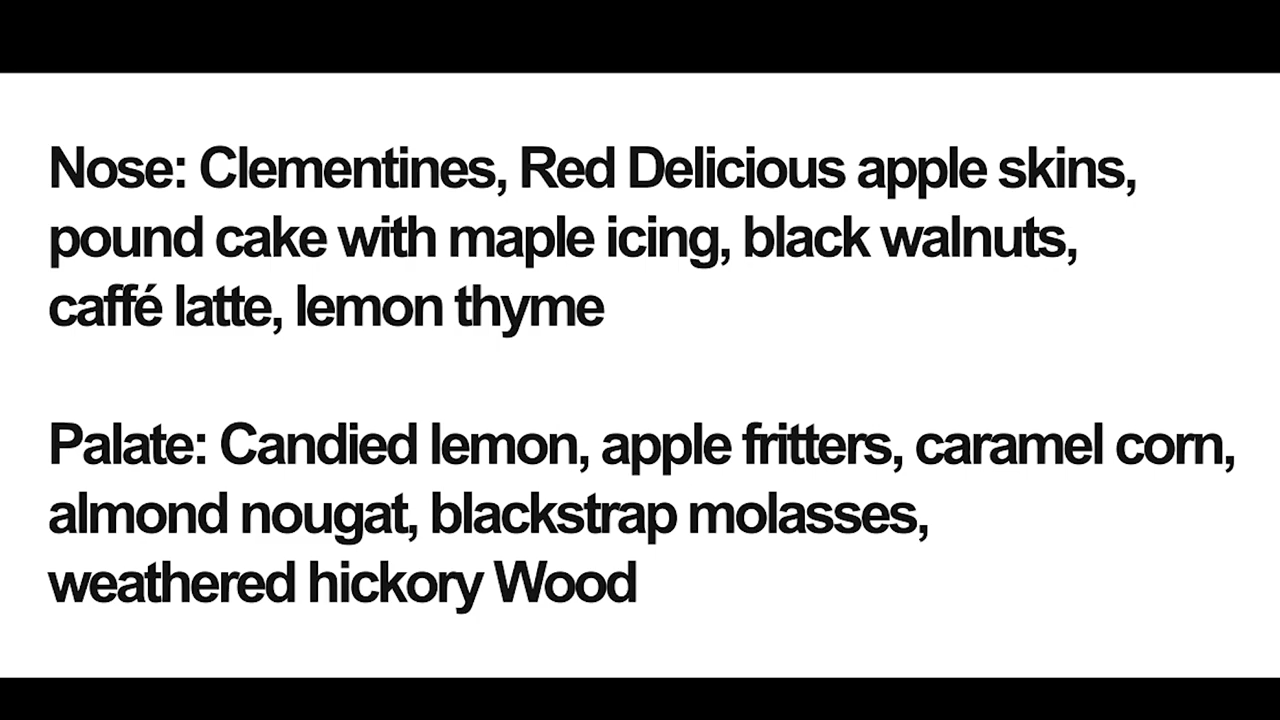 Nose: Clementines, Red Delicious apple skins,
pound cake with maple icing, black walnuts,
caffé latte, lemon thyme
Palate: Candied lemon, apple fritters, caramel corn,
almond nougat, blackstrap molasses,
weathered hickory Wood